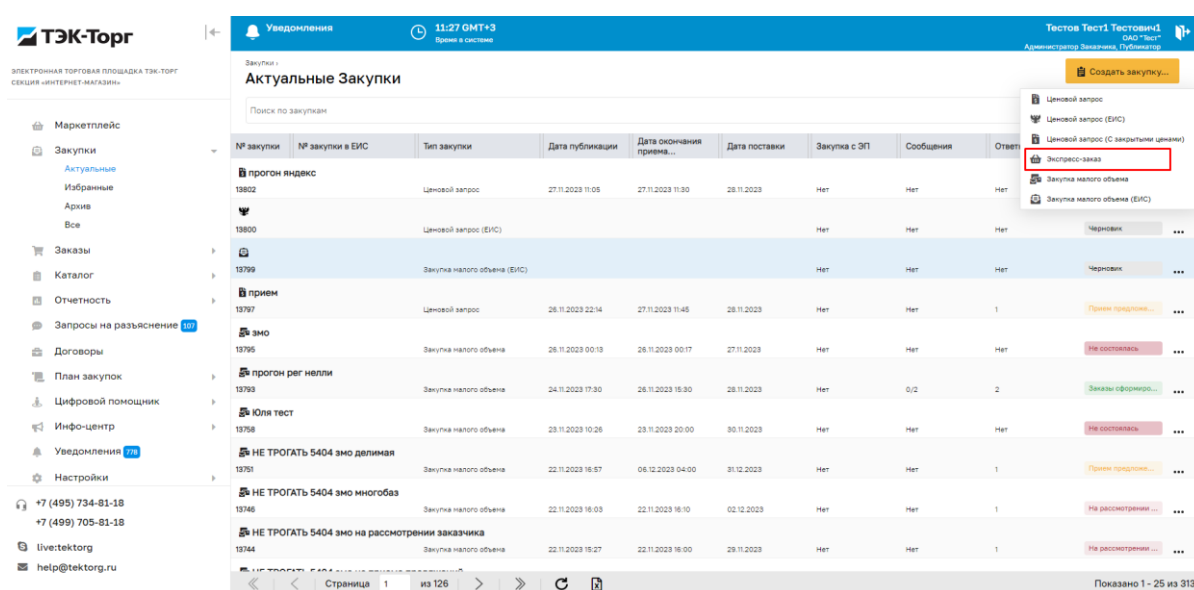 ТЭК-Торг
ЭЛЕКТРОННАЯ ТОРГОВАЯ ПЛОЩАДКА ТЭК-ТОРГ
СЕКЦИЯ «ИНТЕРНЕТ-МАГАЗИН»
Маркетплейс
Закупки
Актуальные
Избранные
Архив
Все
Заказы
Каталог
Отчетность
Запросы на разъяснение 107
Договоры
План закупок
Цифровой помощник
Инфо-центр
Уведомления 778
Настройки
+7 (495) 734-81-18
+7 (499) 705-81-18
live:tektorg
help@tektorg.ru
Уведомления
11:27 GMT+3
Время в системе
Тестов Тест1 Тестович1
ОАО "Тест"
Администратор Заказчика, Публикатор
Закупки ›
Актуальные Закупки
Создать закупку...
Поиск по закупкам
Ценовой запрос
Ценовой запрос (ЕИС)
Ценовой запрос (С закрытыми ценами)
Экспресс-заказ
Закупка малого объема
Закупка малого объема (ЕИС)
№ закупки № закупки в ЕИС Тип закупки Дата публикации Дата окончания приема... Дата поставки Закупка с ЭП Сообщения
прогон яндекс
13802 Ценовой запрос 27.11.2023 11:05 27.11.2023 11:30 28.11.2023 Нет Нет Нет
13800 Ценовой запрос (ЕИС) Нет Нет Нет Черновик ...
13799 Закупка малого объема (ЕИС) Нет Нет Нет Черновик ...
прием
13797 Ценовой запрос 26.11.2023 22:14 27.11.2023 11:45 28.11.2023 Нет Нет 1 Прием предложе... ...
змо
13795 Закупка малого объема 26.11.2023 00:13 26.11.2023 00:17 27.11.2023 Нет Нет Нет Не состоялась ...
прогон рег нелли
13793 Закупка малого объема 24.11.2023 17:30 26.11.2023 15:30 28.11.2023 Нет 0/2 2 Заказы сформиро... ...
Юля тест
13758 Закупка малого объема 23.11.2023 10:26 23.11.2023 20:00 30.11.2023 Нет Нет Нет Не состоялась ...
НЕ ТРОГАТЬ 5404 змо делимая
13751 Закупка малого объема 22.11.2023 16:57 06.12.2023 04:00 31.12.2023 Нет Нет 1 Прием предложе... ...
НЕ ТРОГАТЬ 5404 змо многобаз
13746 Закупка малого объема 22.11.2023 16:03 22.11.2023 16:10 02.12.2023 Нет Нет 1 На рассмотрении ... ...
НЕ ТРОГАТЬ 5404 змо на рассмотрении заказчика
13744 Закупка малого объема 22.11.2023 15:27 22.11.2023 16:00 29.11.2023 Нет Нет 1 На рассмотрении ... ...
Страница 1 из 126
Показано 1 - 25 из 313